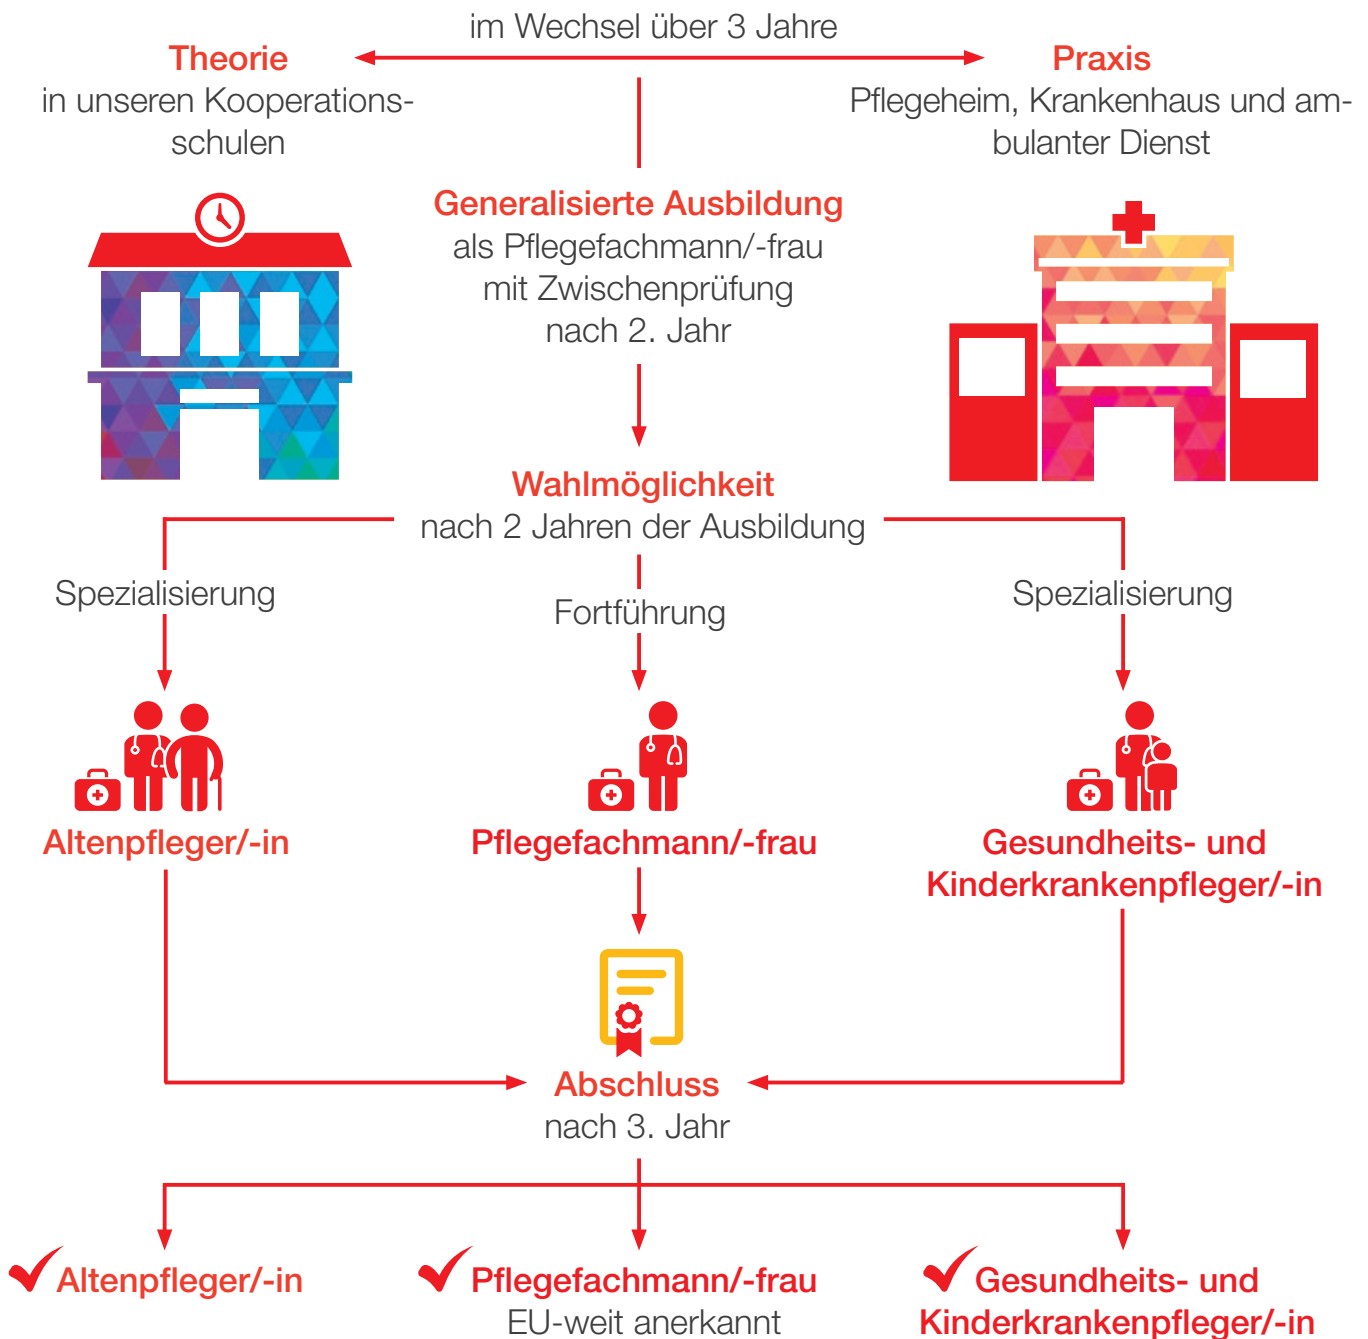 im Wechsel über 3 Jahre
Theorie
in unseren Kooperations-
schulen
Praxis
Pflegeheim, Krankenhaus und am-
bulanter Dienst
Generalisierte Ausbildung
als Pflegefachmann/-frau
mit Zwischenprüfung
nach 2. Jahr
Wahlmöglichkeit
nach 2 Jahren der Ausbildung
Spezialisierung
Fortführung
Spezialisierung
Altenpfleger/-in
Pflegefachmann/-frau
Gesundheits- und
Kinderkrankenpfleger/-in
Abschluss
nach 3. Jahr
Altenpfleger/-in
Pflegefachmann/-frau
EU-weit anerkannt
Gesundheits- und
Kinderkrankenpfleger/-in